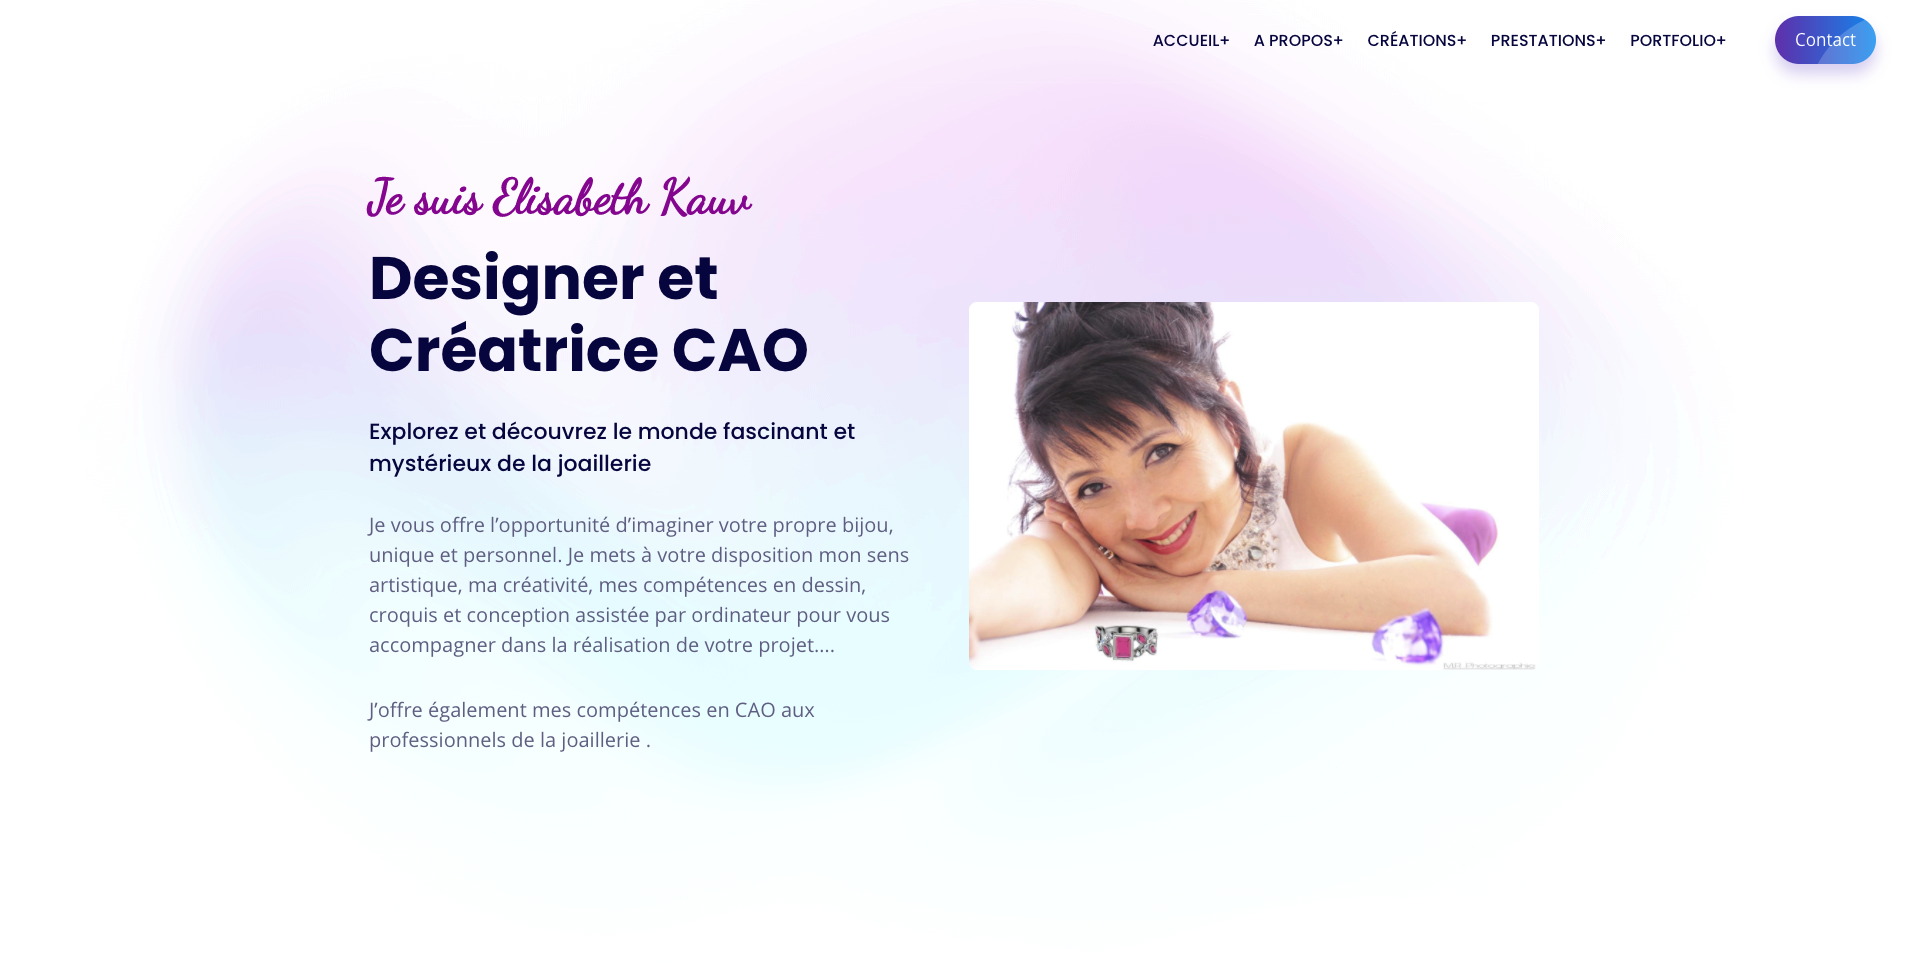 ACCUEIL+ A PROPOS+ CRÉATIONS+ PRESTATIONS+ PORTFOLIO+ Contact
Je suis Elisabeth Kauv
Designer et
Créatrice CAO
Explorez et découvrez le monde fascinant et
mystérieux de la joaillerie
Je vous offre l’opportunité d’imaginer votre propre bijou,
unique et personnel. Je mets à votre disposition mon sens
artistique, ma créativité, mes compétences en dessin,
croquis et conception assistée par ordinateur pour vous
accompagner dans la réalisation de votre projet....
J’offre également mes compétences en CAO aux
professionnels de la joaillerie .
MB Photographie